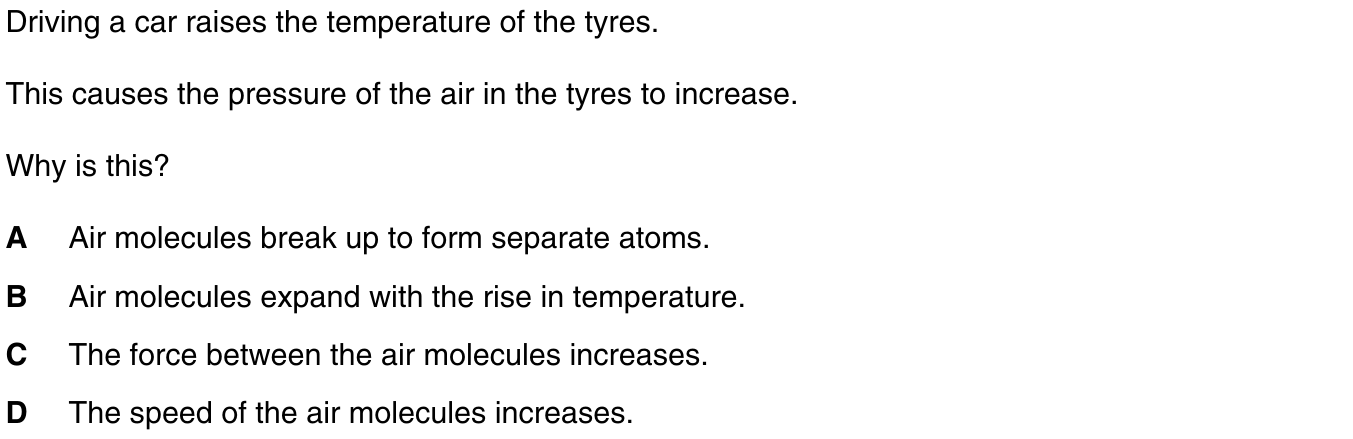 Driving a car raises the temperature of the tyres.
This causes the pressure of the air in the tyres to increase.
Why is this?
A Air molecules break up to form separate atoms.
B Air molecules expand with the rise in temperature.
C The force between the air molecules increases.
D The speed of the air molecules increases.